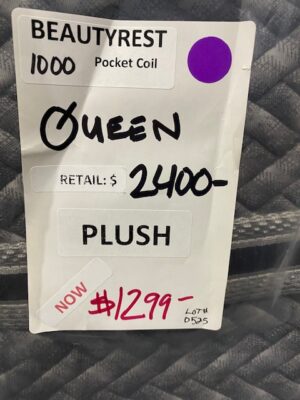 BEAUTYREST
1000 Pocket Coil
QUEEN
RETAIL: $ 2400-
PLUSH
NOW $1299-
LOT#
0525